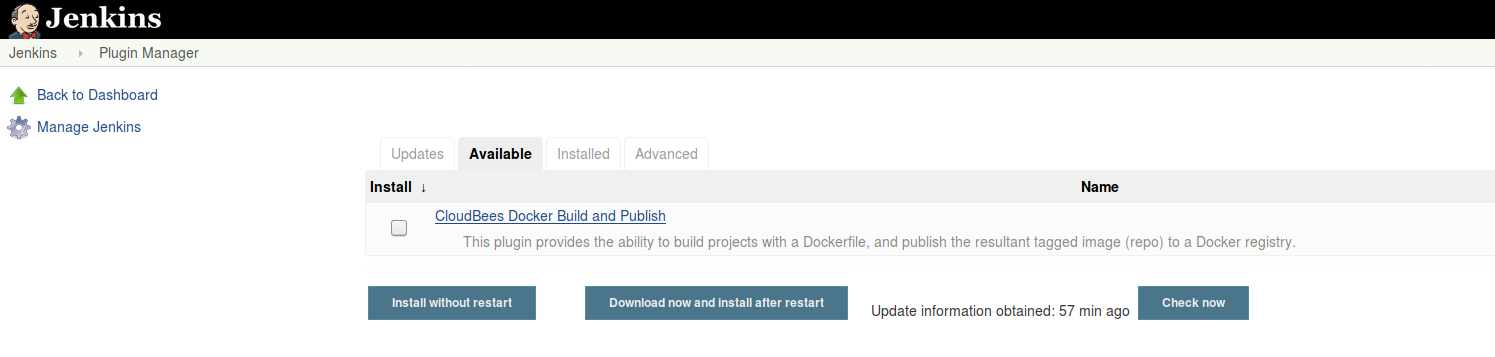 Jenkins
Jenkins Plugin Manager
Back to Dashboard
Manage Jenkins
Updates Available Installed Advanced
Install ↓ Name
CloudBees Docker Build and Publish
This plugin provides the ability to build projects with a Dockerfile, and publish the resultant tagged image (repo) to a Docker registry.
Install without restart Download now and install after restart Update information obtained: 57 min ago Check now